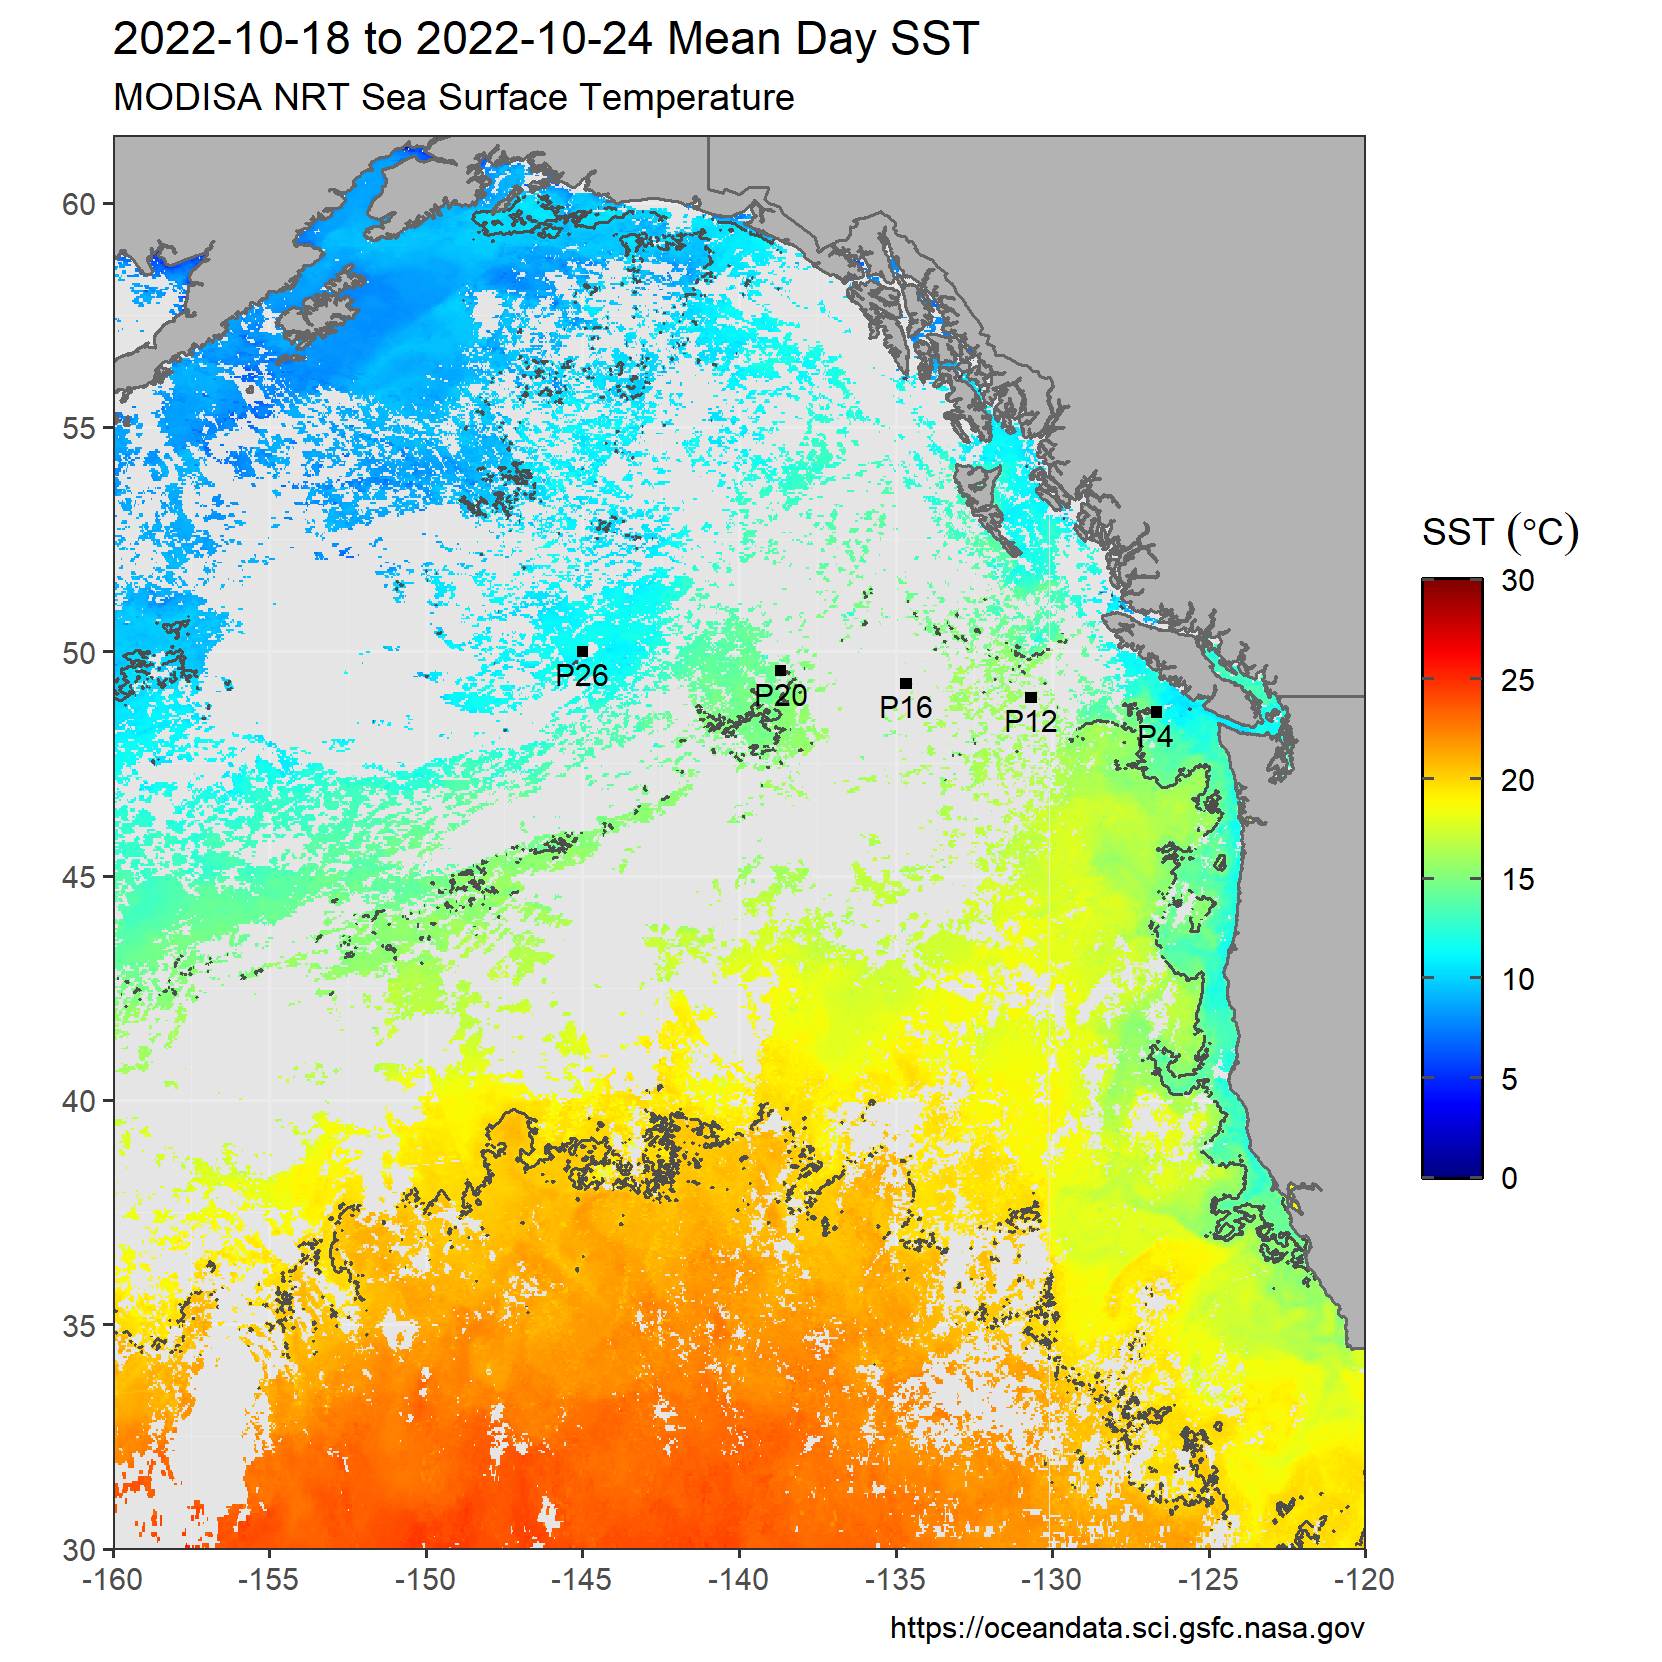 2022-10-18 to 2022-10-24 Mean Day SST
MODISA NRT Sea Surface Temperature
60
55
50
45
40
35
30
-160
-155
-150
-145
-140
-135
-130
-125
-120
P26
P20
P16
P12
P4
SST (°C)
30
25
20
15
10
5
0
https://oceandata.sci.gsfc.nasa.gov